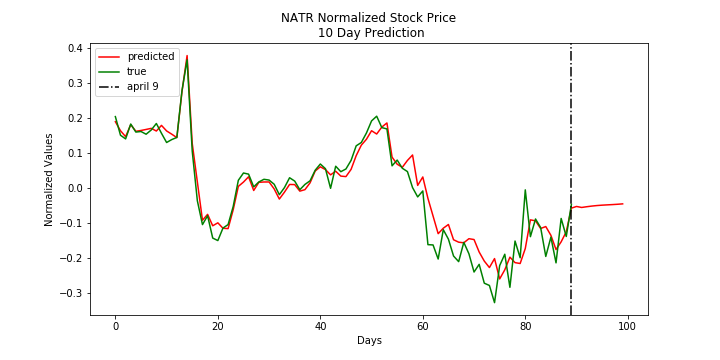 NATR Normalized Stock Price
10 Day Prediction
predicted
true
april 9
Normalized Values
0.4
0.3
0.2
0.1
0.0
−0.1
−0.2
−0.3
0
20
40
60
80
100
Days